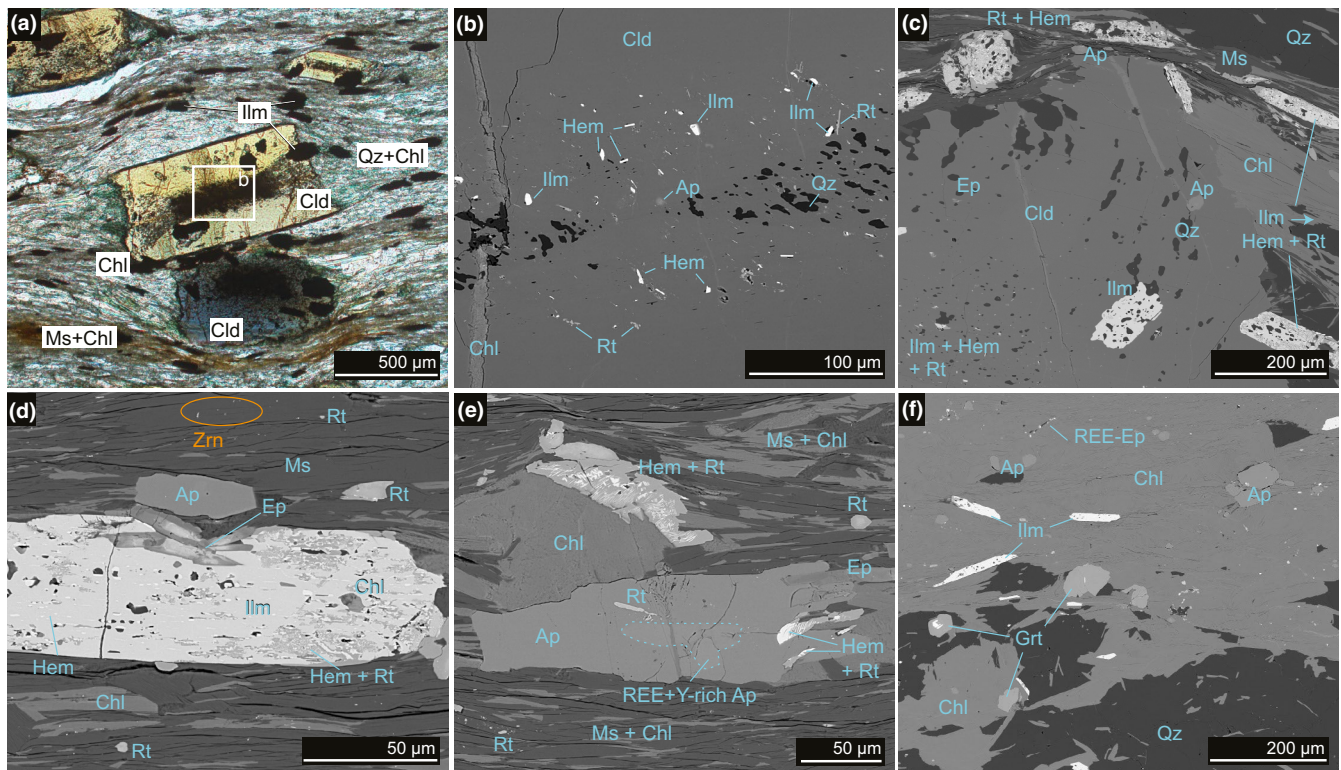 (a)
Ilm
b
Qz+Chl
Cld
Chl
Cld
Ms+Chl
500 µm
(b)
Cld
Ilm
Ilm
Rt
Hem
Ilm
Ap
Qz
Hem
Rt
Chl
100 µm
(c)
Rt + Hem
Qz
Ap
Ms
Chl
Ep
Cld
Ap
Ilm →
Qz
Hem + Rt
Ilm
Ilm + Hem
+ Rt
200 µm
(d)
Rt
Zrn
Ms
Ap
Rt
Ep
Chl
Ilm
Hem
Hem + Rt
Chl
Rt
50 µm
(e)
Ms + Chl
Hem + Rt
Rt
Chl
Ep
Rt
Ap
Hem
+ Rt
REE+Y-rich Ap
Ms + Chl
Rt
50 µm
(f)
REE-Ep
Ap
Chl
Ap
Ilm
Grt
Chl
Qz
200 µm